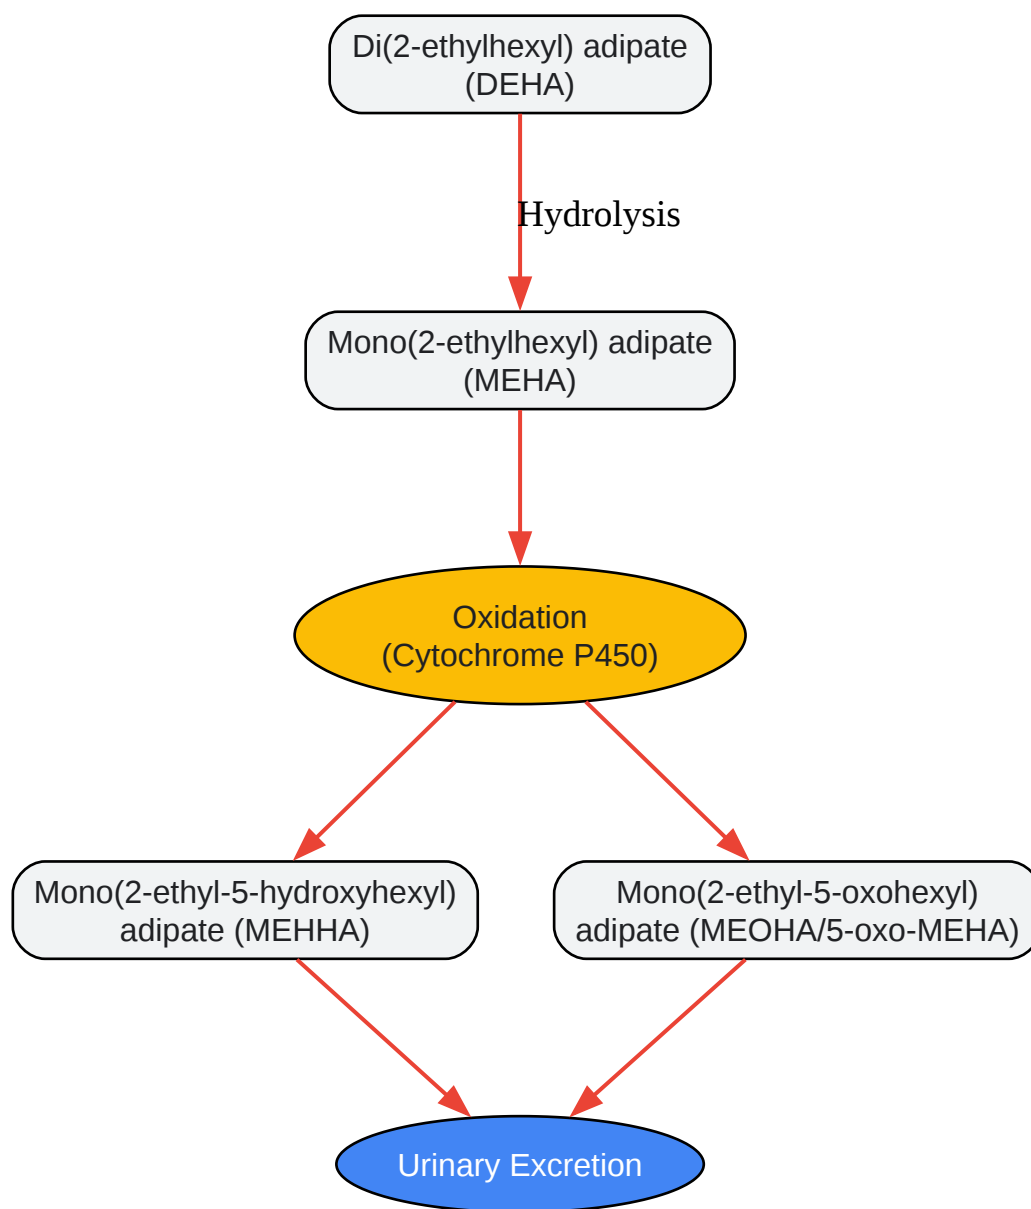 Di(2-ethylhexyl) adipate
(DEHA)
Hydrolysis
Mono(2-ethylhexyl) adipate
(MEHA)
Oxidation
(Cytochrome P450)
Mono(2-ethyl-5-hydroxyhexyl)
adipate (MEHHA)
Mono(2-ethyl-5-oxohexyl)
adipate (MEOHA/5-oxo-MEHA)
Urinary Excretion